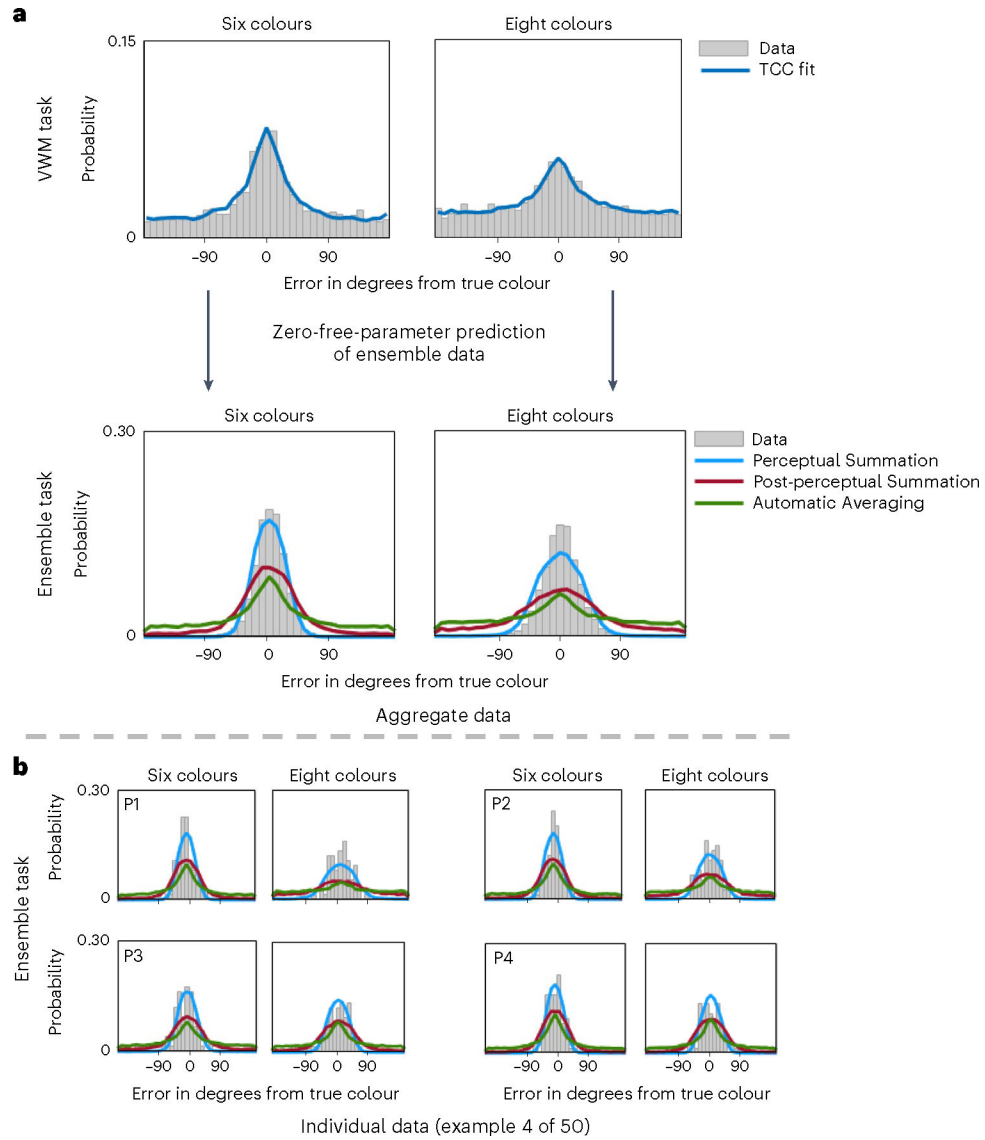 a
Six colours
Eight colours
0.15
Data
TCC fit
VWM task
Probability
0
–90
0
90
–90
0
90
Error in degrees from true colour
Zero-free-parameter prediction
of ensemble data
Six colours
Eight colours
0.30
Data
Perceptual Summation
Post-perceptual Summation
Automatic Averaging
Ensemble task
Probability
0
–90
0
90
–90
0
90
Error in degrees from true colour
Aggregate data
b
Six colours
Eight colours
Six colours
Eight colours
0.30
P1
P2
Probability
0
Ensemble task
0.30
P3
P4
Probability
0
–90
0
90
–90
0
90
–90
0
90
–90
0
90
Error in degrees from true colour
Error in degrees from true colour
Individual data (example 4 of 50)